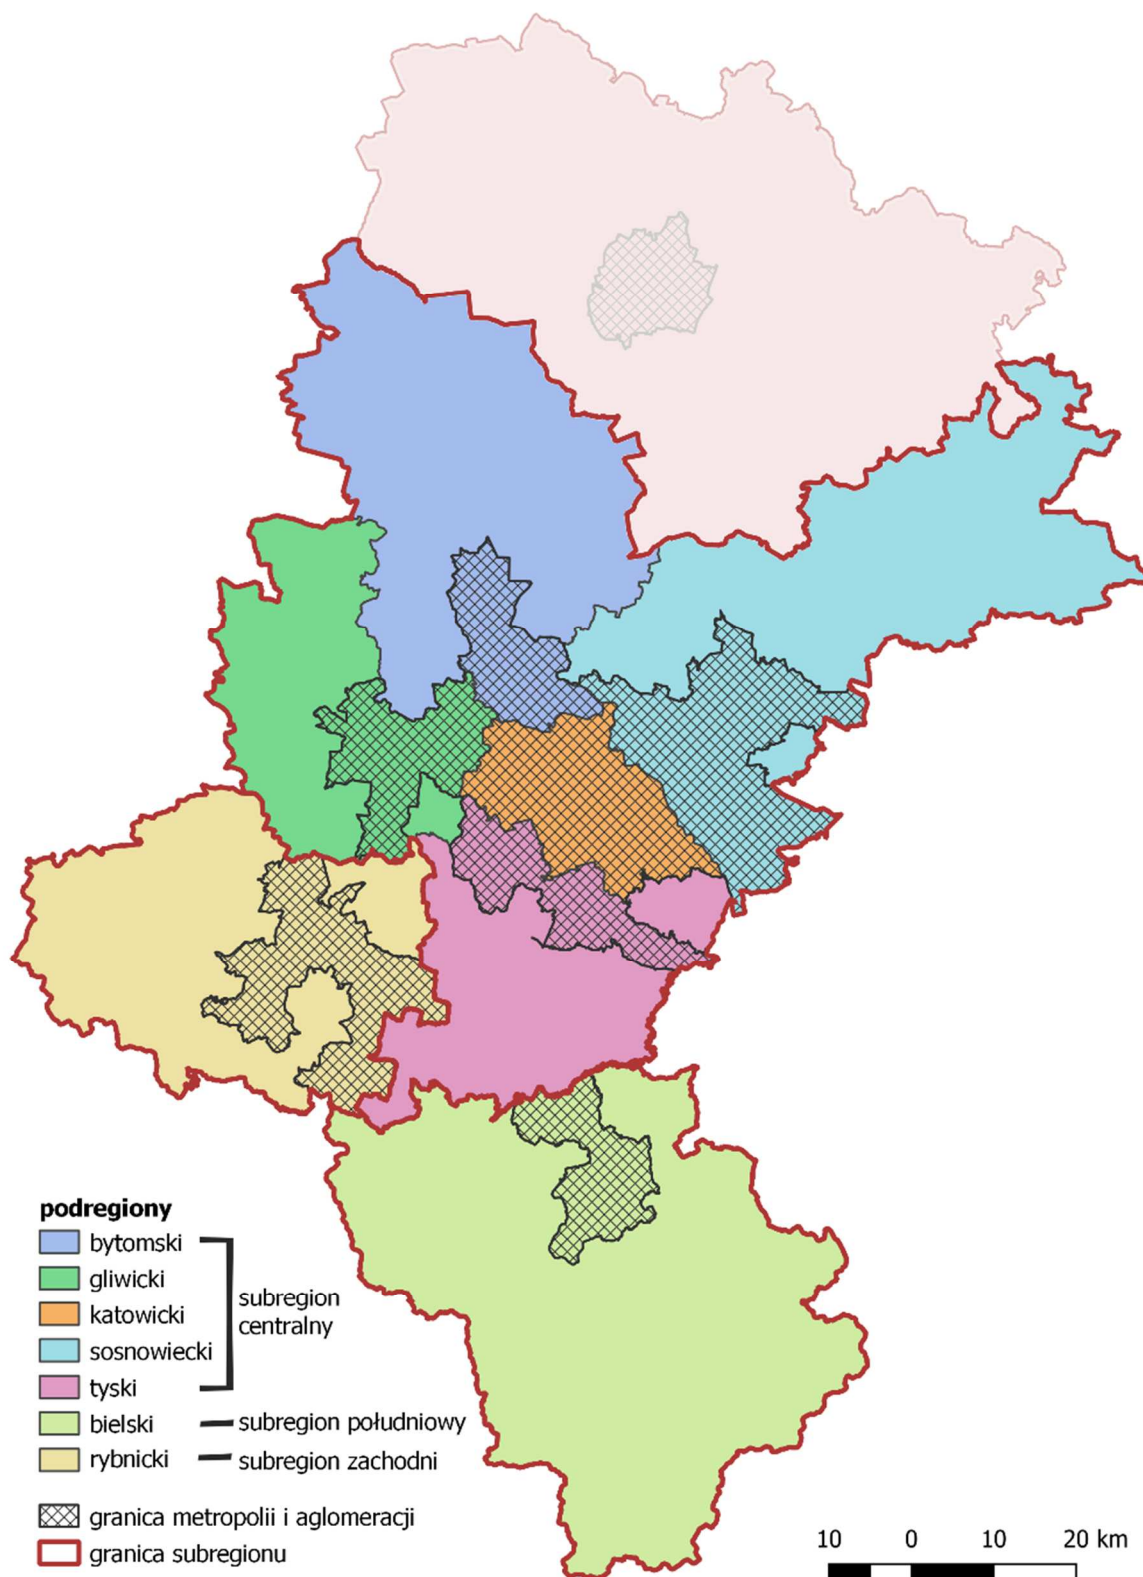 podregiony
bytomski
gliwicki
katowicki
sosnowiecki
tyski
subregion
centralny
bielski
subregion południowy
rybnicki
subregion zachodni
granica metropolii i aglomeracji
granica subregionu
10 0 10 20 km